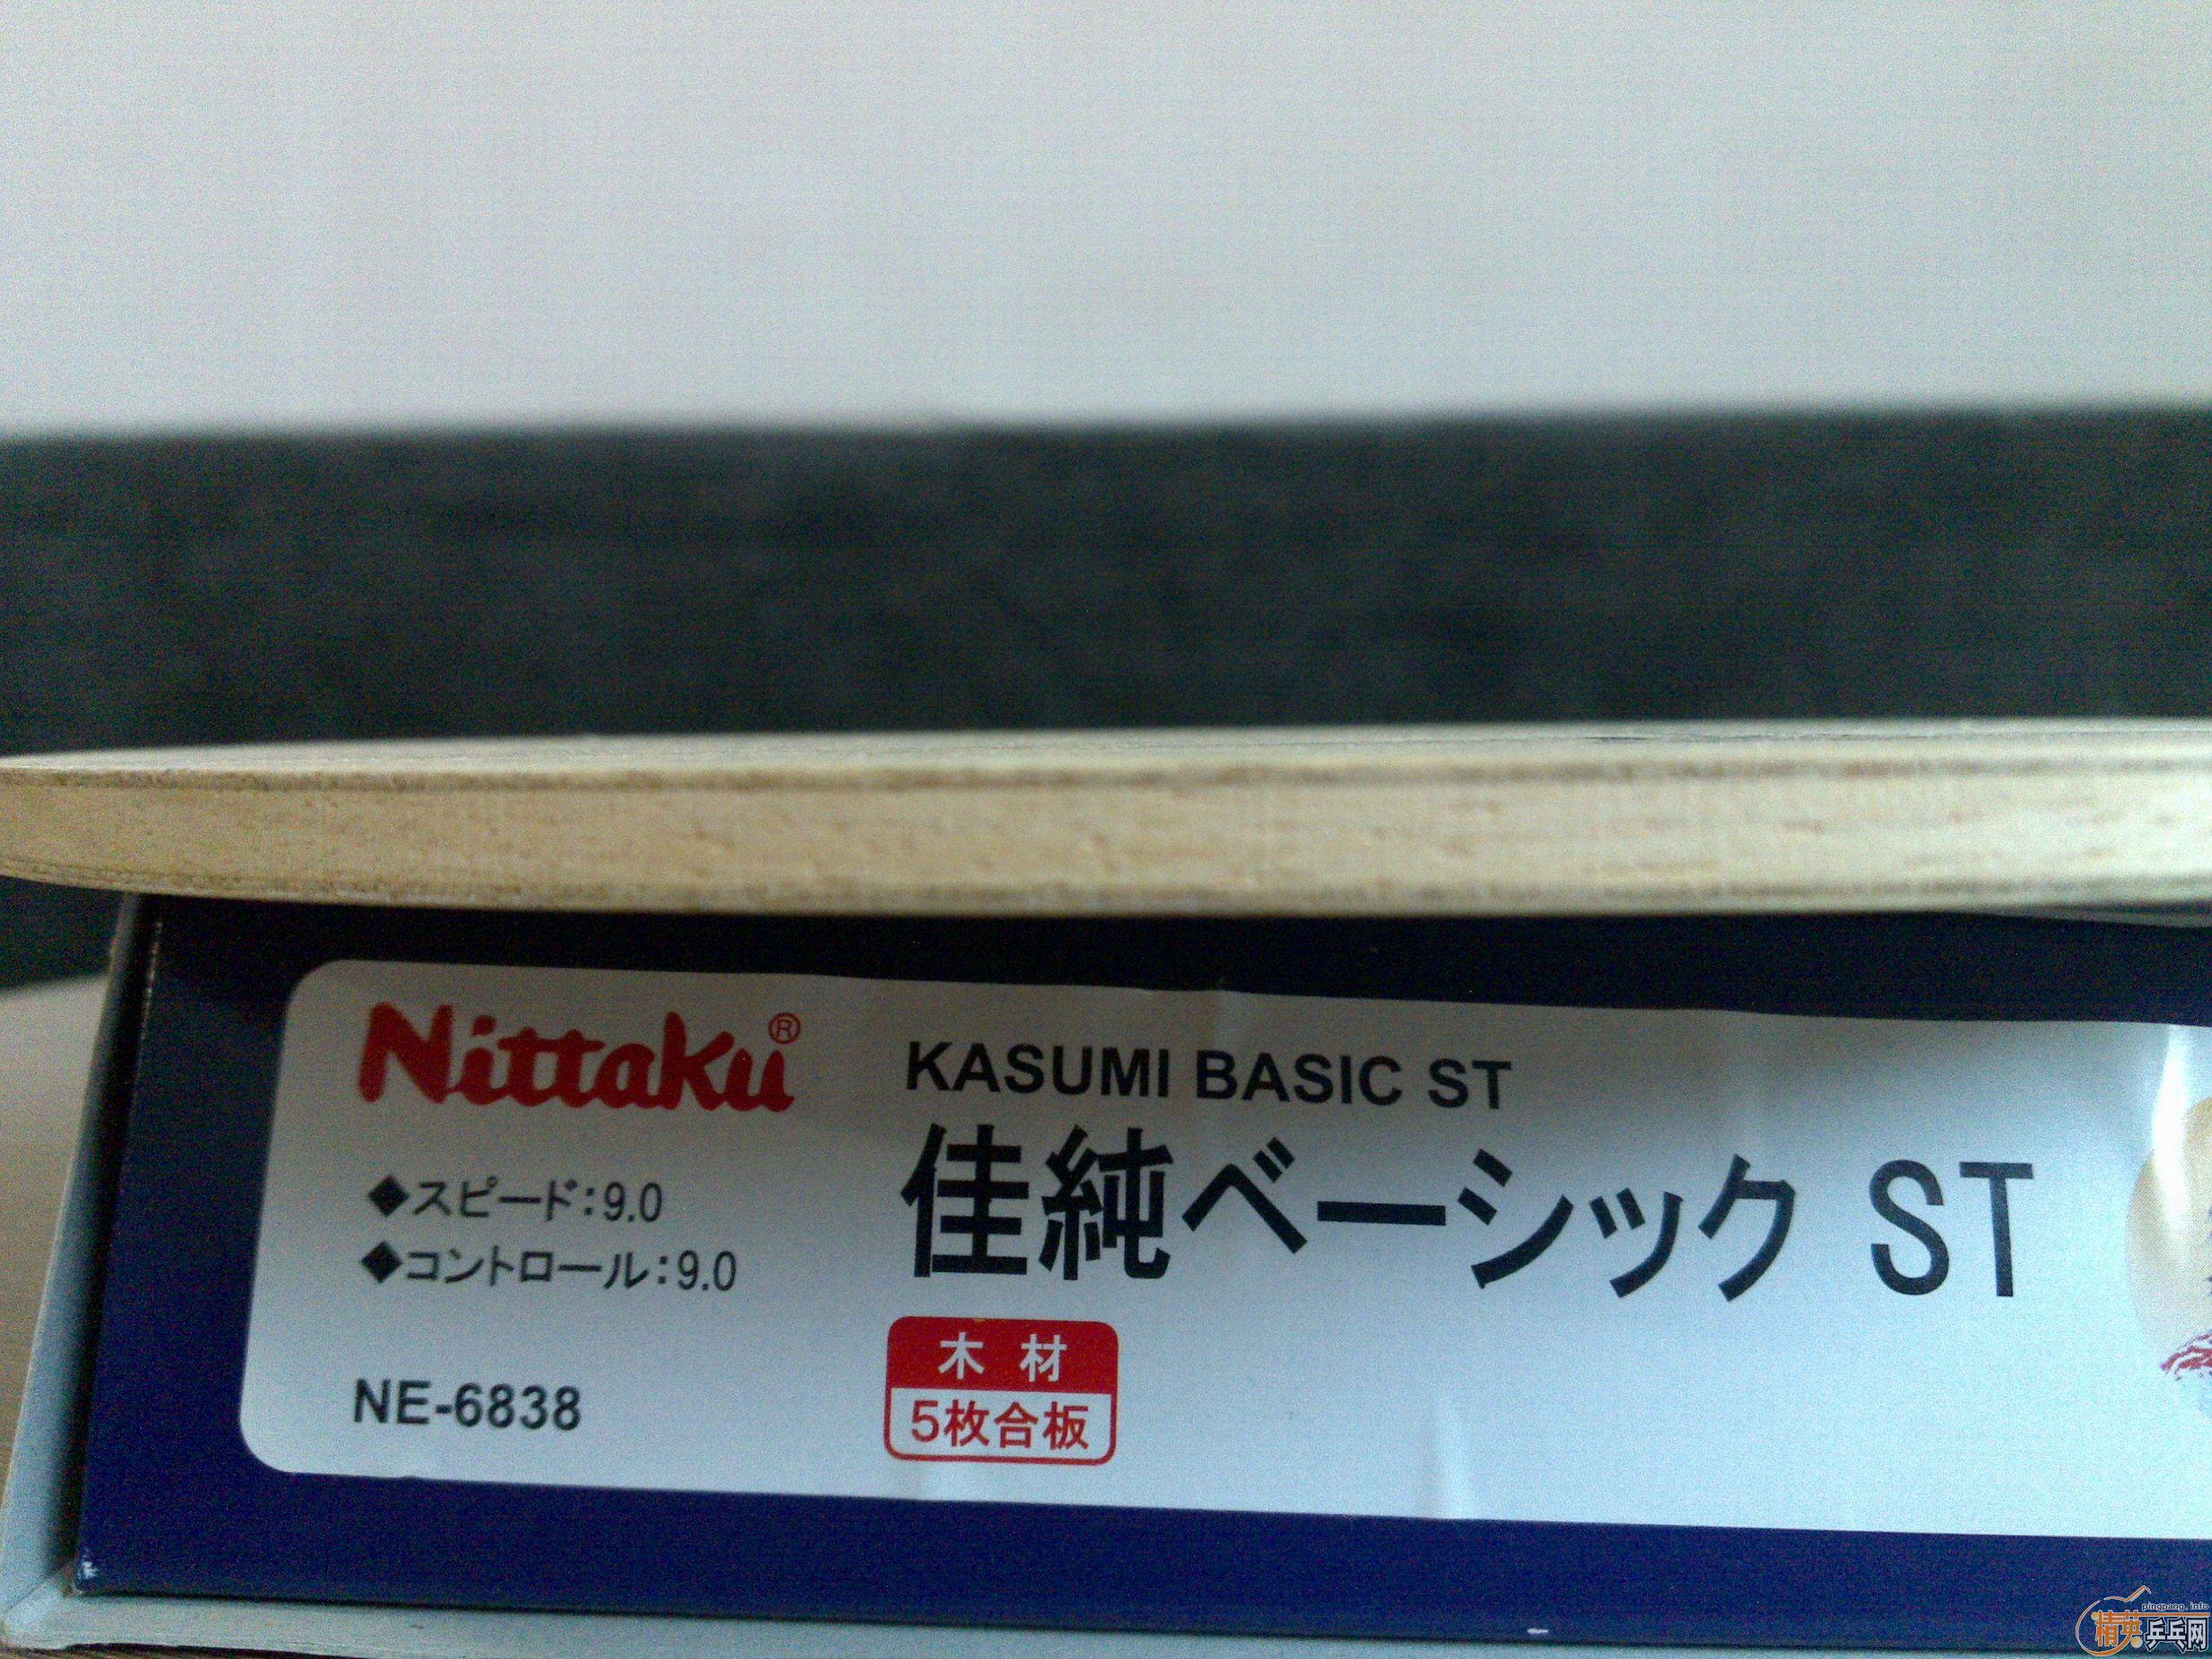 Nittaku®
KASUMI BASIC ST
佳純ベーシック ST
◆スピード:9.0
◆コントロール:9.0
NE-6838
木材
5枚合板
pingpang.info
精英乒乓网